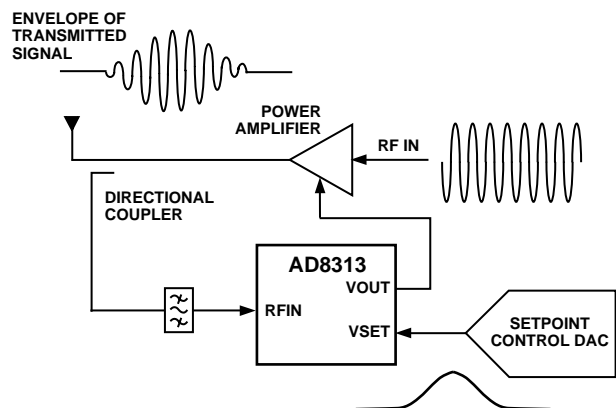 ENVELOPE OF
TRANSMITTED
SIGNAL
POWER
AMPLIFIER
RF IN
DIRECTIONAL
COUPLER
AD8313
VOUT
RFIN
VSET
SETPOINT
CONTROL DAC